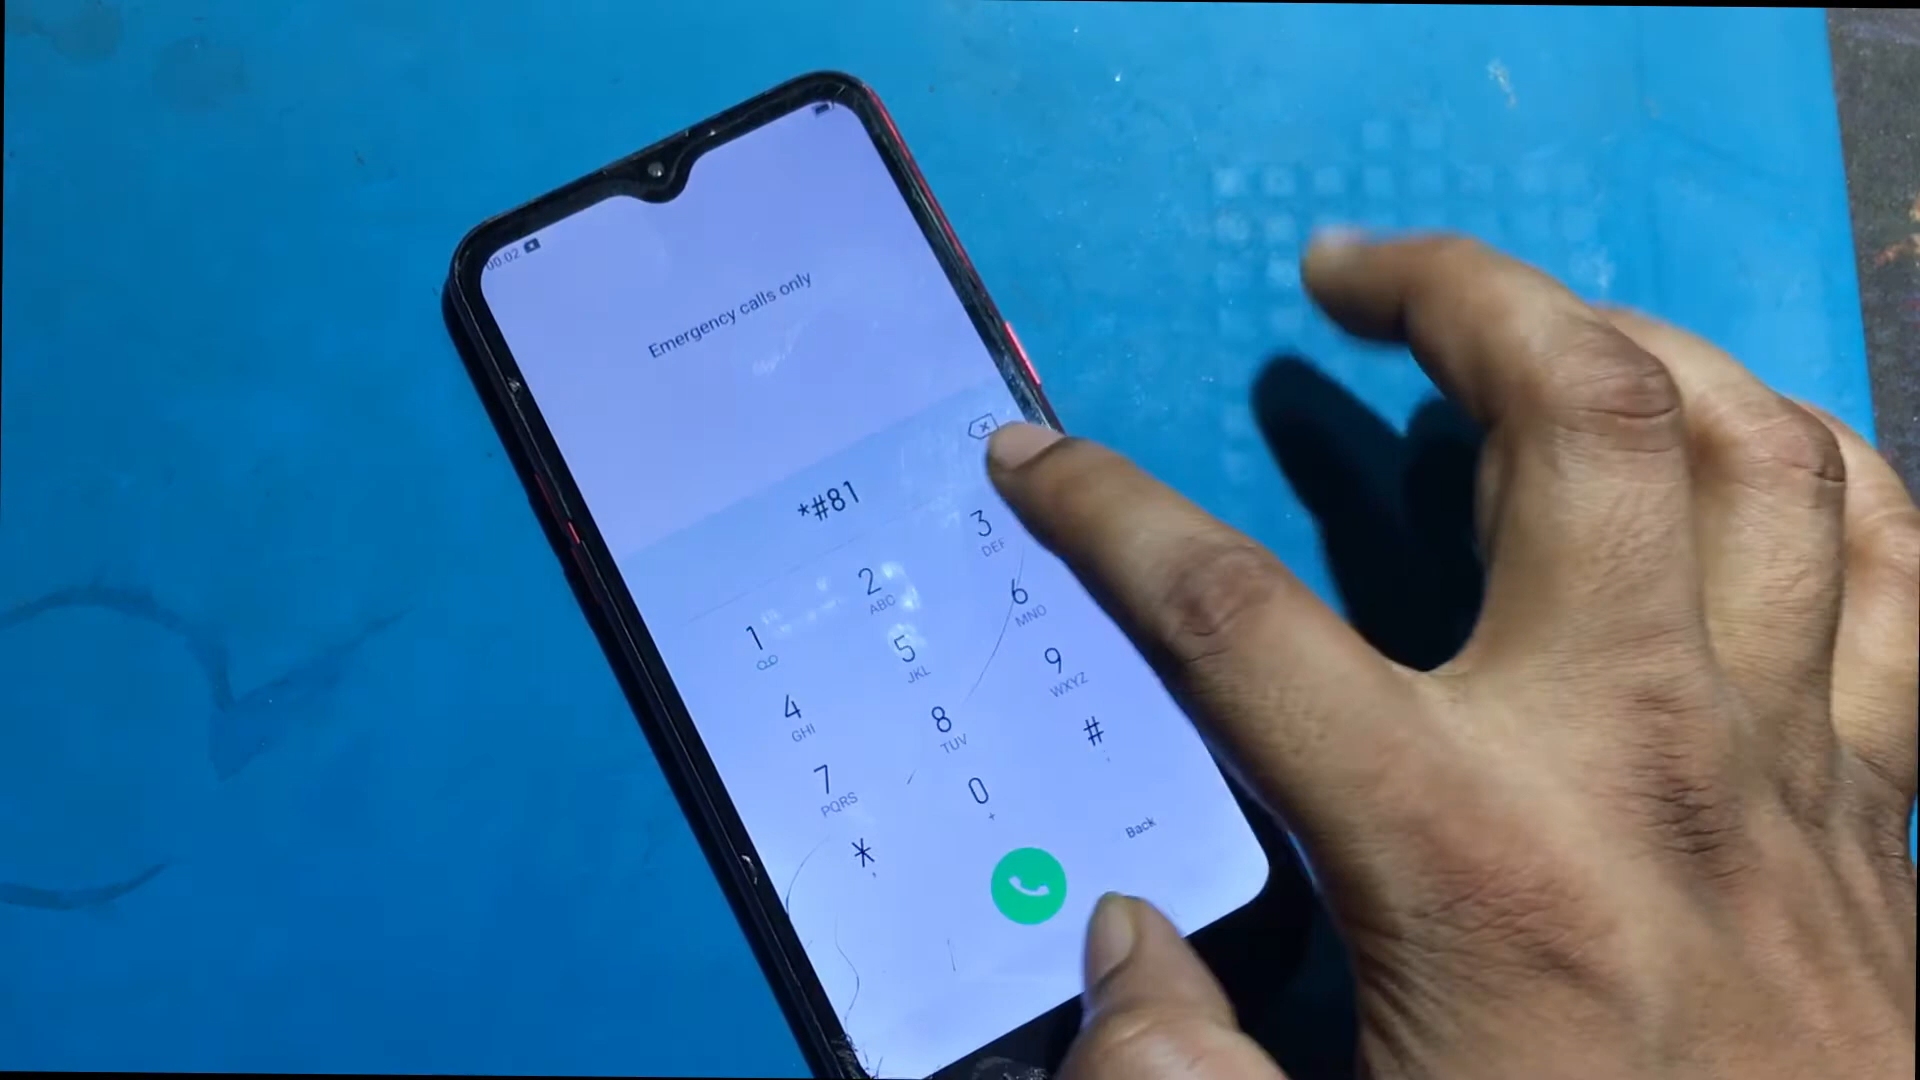 00:02
Emergency calls only
*#81
1
2 ABC
3 DEF
4 GHI
5 JKL
6 MNO
7 PQRS
8 TUV
9 WXYZ
*
,
0
+
#
;
Back